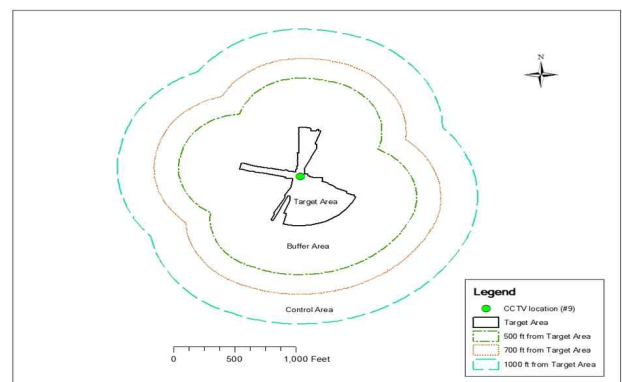 N
Target Area
Buffer Area
Control Area
0 500 1,000 Feet
Legend
CCTV location (#9)
Target Area
500 ft from Target Area
700 ft from Target Area
1000 ft from Target Area